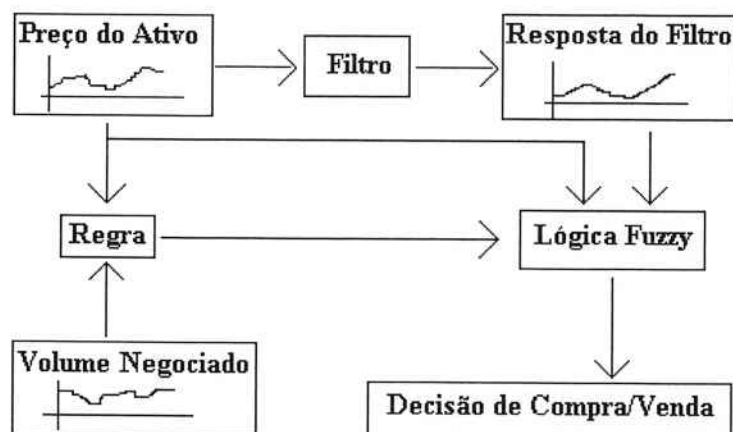 Preço do Ativo
Filtro
Resposta do Filtro
Regra
Lógica Fuzzy
Volume Negociado
Decisão de Compra/Venda